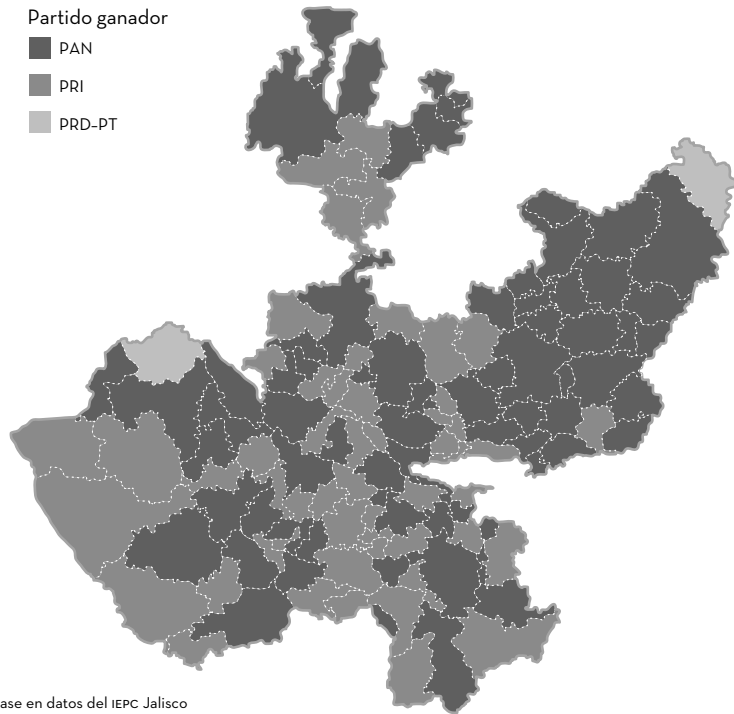 Partido ganador
PAN
PRI
PRD-PT
ase en datos del IEPC Jalisco